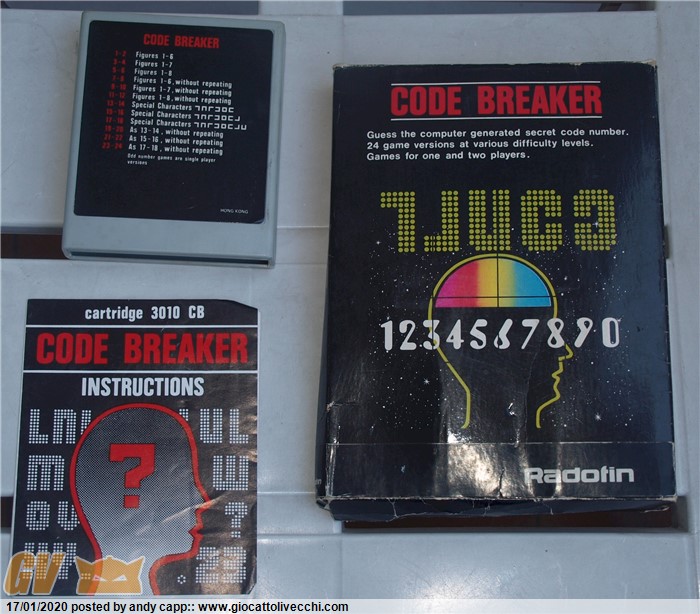 CODE BREAKER
1-2 Figures 1-6
3-4 Figures 1-7
5-6 Figures 1-8
7-8 Figures 1-6, without repeating
9-10 Figures 1-7, without repeating
11-12 Figures 1-8, without repeating
13-14 Special Characters
15-16 Special Characters
17-18 Special Characters
19-20 As 13-14, without repeating
21-22 As 15-16, without repeating
23-24 As 17-18, without repeating
Odd number games are single player
versions
HONG KONG
CODE BREAKER
Guess the computer generated secret code number.
24 game versions at various difficulty levels.
Games for one and two players.
1234567890
Radofin
cartridge 3010 CB
CODE BREAKER
INSTRUCTIONS
?
GV
17/01/2020 posted by andy capp:: www.giocattolivecchi.com